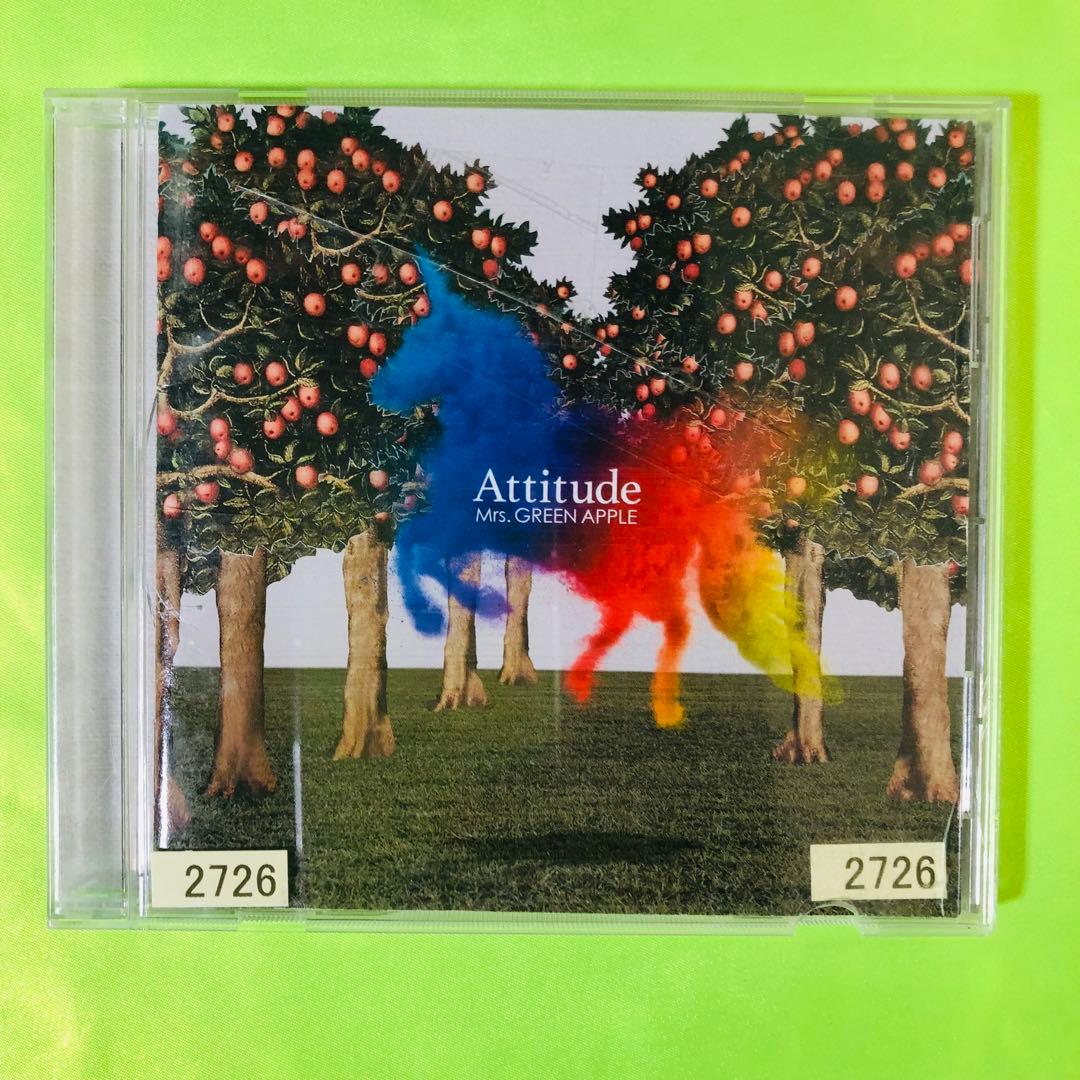 Attitude
Mrs. GREEN APPLE
2726
2726